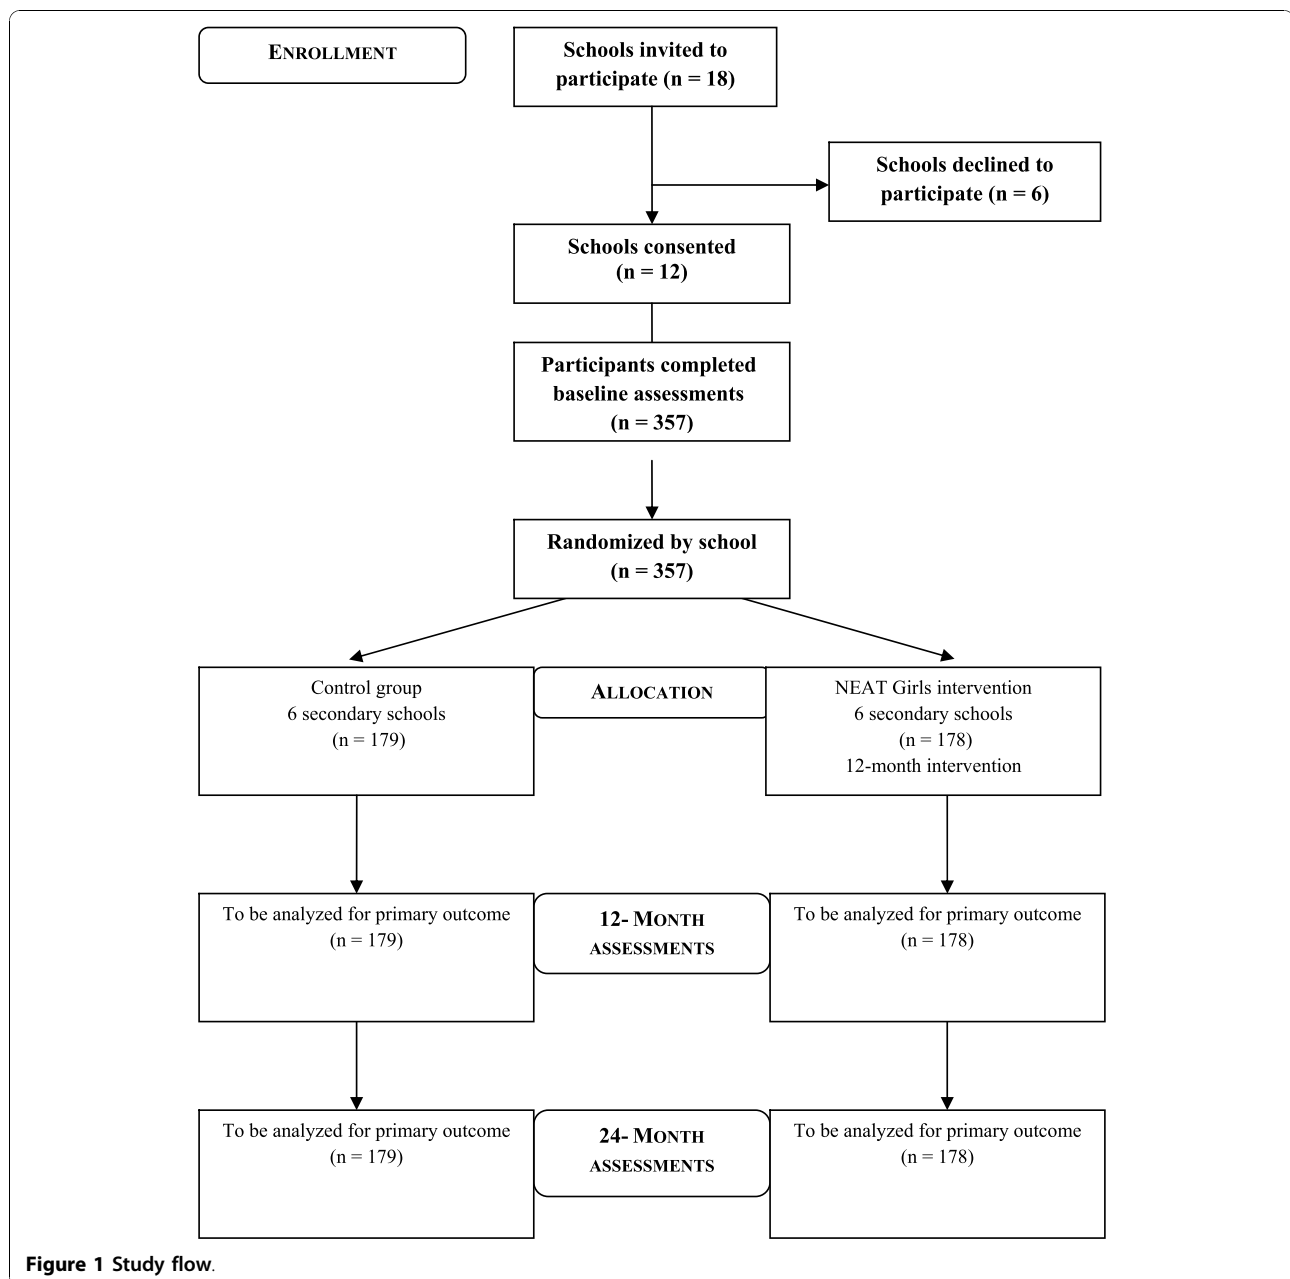 ENROLLMENT
Schools invited to
participate (n = 18)
Schools declined to
participate (n = 6)
Schools consented
(n = 12)
Participants completed
baseline assessments
(n = 357)
Randomized by school
(n = 357)
Control group
6 secondary schools
(n = 179)
ALLOCATION
NEAT Girls intervention
6 secondary schools
(n = 178)
12-month intervention
To be analyzed for primary outcome
(n = 179)
12- MONTH
ASSESSMENTS
To be analyzed for primary outcome
(n = 178)
To be analyzed for primary outcome
(n = 179)
24- MONTH
ASSESSMENTS
To be analyzed for primary outcome
(n = 178)
Figure 1 Study flow.